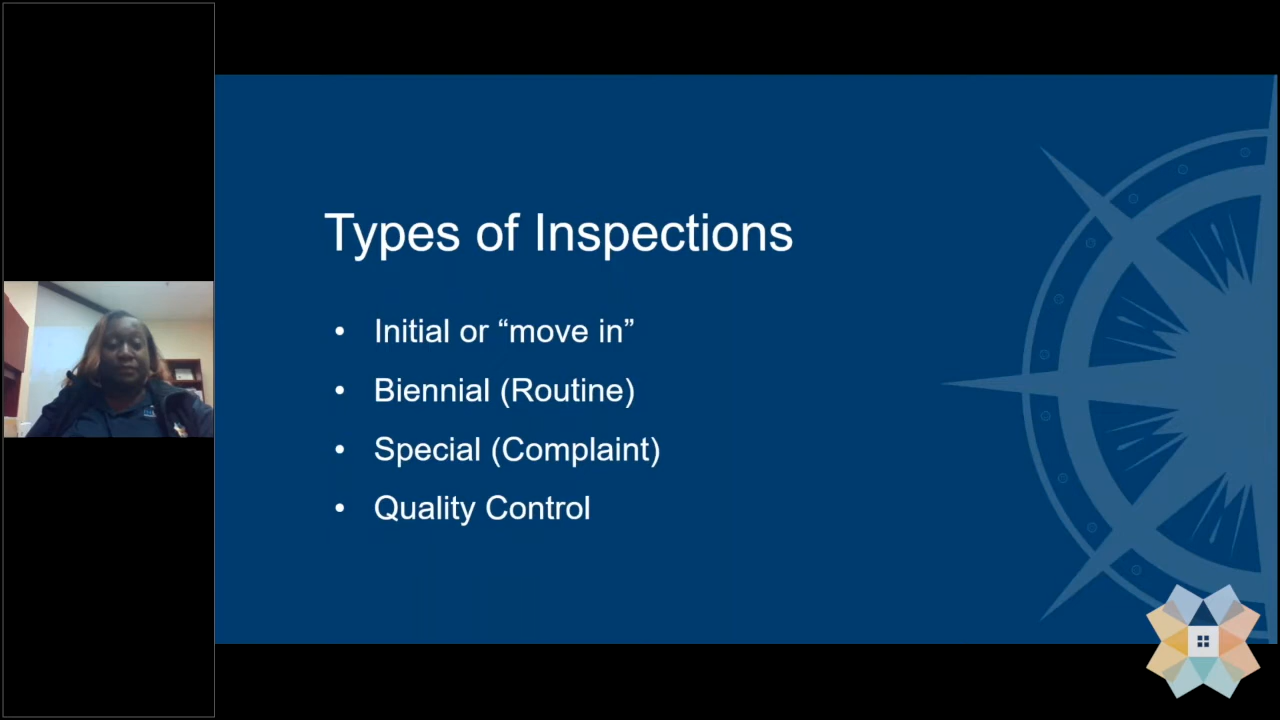 Types of Inspections
• Initial or “move in”
• Biennial (Routine)
• Special (Complaint)
• Quality Control